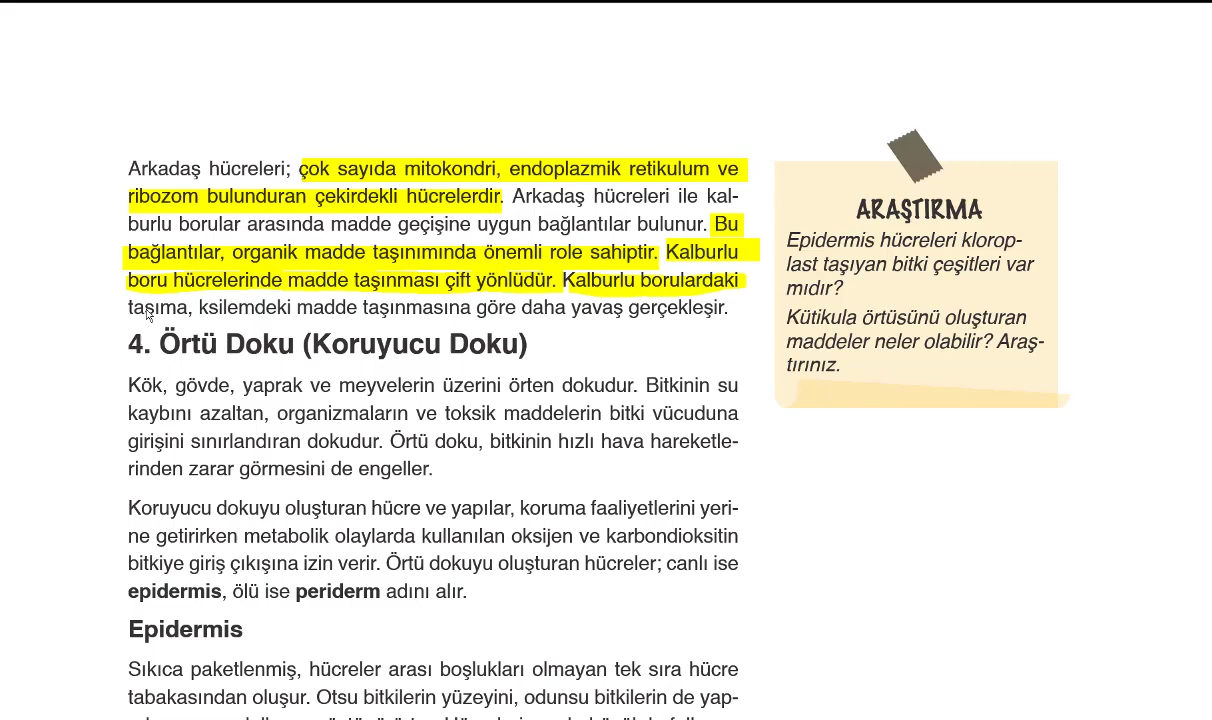 Arkadaş hücreleri; çok sayıda mitokondri, endoplazmik retikulum ve
ribozom bulunduran çekirdekli hücrelerdir. Arkadaş hücreleri ile kal-
burlu borular arasında madde geçişine uygun bağlantılar bulunur. Bu
bağlantılar, organik madde taşınımında önemli role sahiptir. Kalburlu
boru hücrelerinde madde taşınması çift yönlüdür. Kalburlu borulardaki
taşıma, ksilemdeki madde taşınmasına göre daha yavaş gerçekleşir.
4. Örtü Doku (Koruyucu Doku)
Kök, gövde, yaprak ve meyvelerin üzerini örten dokudur. Bitkinin su
kaybını azaltan, organizmaların ve toksik maddelerin bitki vücuduna
girişini sınırlandıran dokudur. Örtü doku, bitkinin hızlı hava hareketle-
rinden zarar görmesini de engeller.
Koruyucu dokuyu oluşturan hücre ve yapılar, koruma faaliyetlerini yeri-
ne getirirken metabolik olaylarda kullanılan oksijen ve karbondioksitin
bitkiye giriş çıkışına izin verir. Örtü dokuyu oluşturan hücreler; canlı ise
epidermis, ölü ise periderm adını alır.
Epidermis
Sıkıca paketlenmiş, hücreler arası boşlukları olmayan tek sıra hücre
tabakasından oluşur. Otsu bitkilerin yüzeyini, odunsu bitkilerin de yap-
ARAŞTIRMA
Epidermis hücreleri klorop-
last taşıyan bitki çeşitleri var
mıdır?
Kütikula örtüsünü oluşturan
maddeler neler olabilir? Araş-
tırınız.